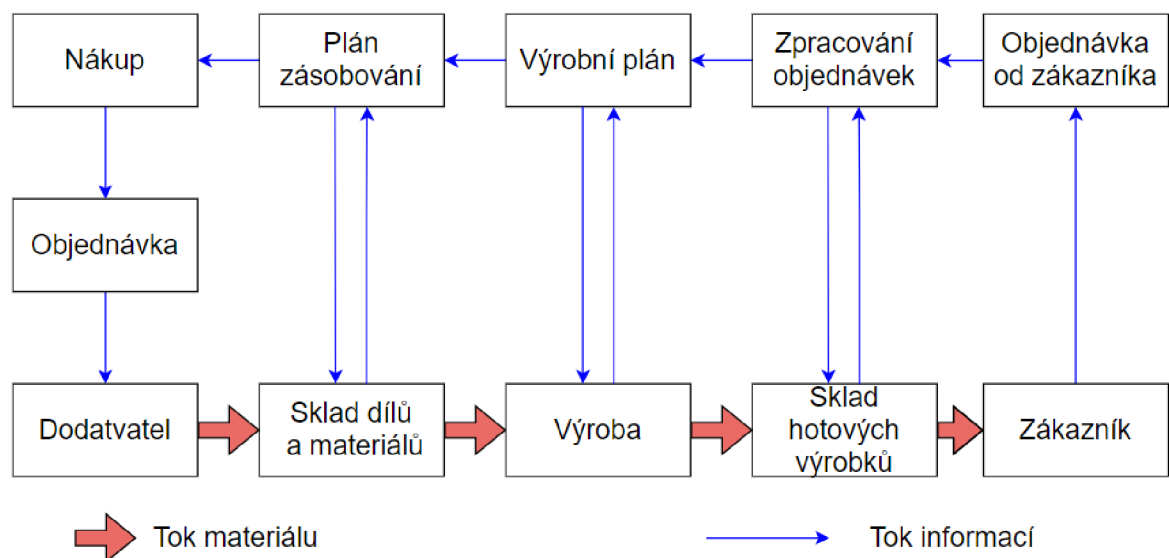 Nákup
Plán
zásobování
Výrobní plán
Zpracování
objednávek
Objednávka
od zákazníka
Objednávka
Dodatvatel
Sklad dílů
a materiálů
Výroba
Sklad
hotových
výrobků
Zákazník
Tok materiálu
Tok informací